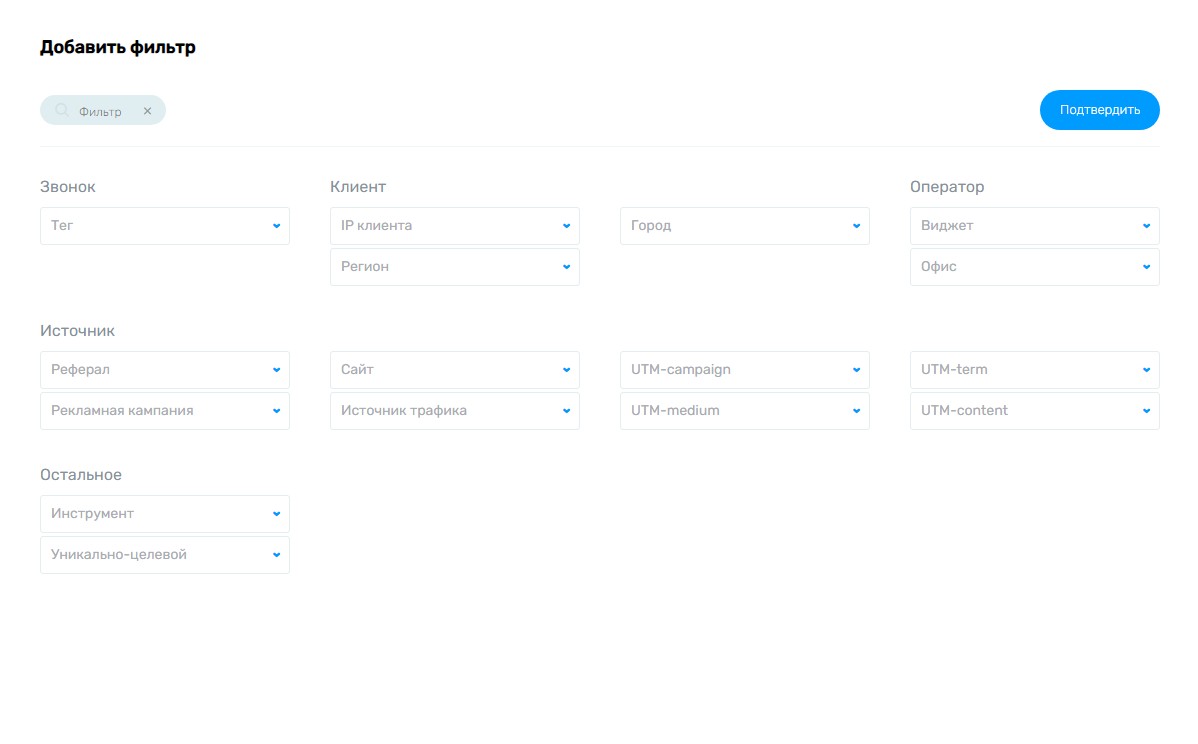 Добавить фильтр
Фильтр
Подтвердить
Звонок
Клиент
Оператор
Тег
IP клиента
Город
Виджет
Регион
Офис
Источник
Реферал
Сайт
UTM-campaign
UTM-term
Рекламная кампания
Источник трафика
UTM-medium
UTM-content
Остальное
Инструмент
Уникально-целевой